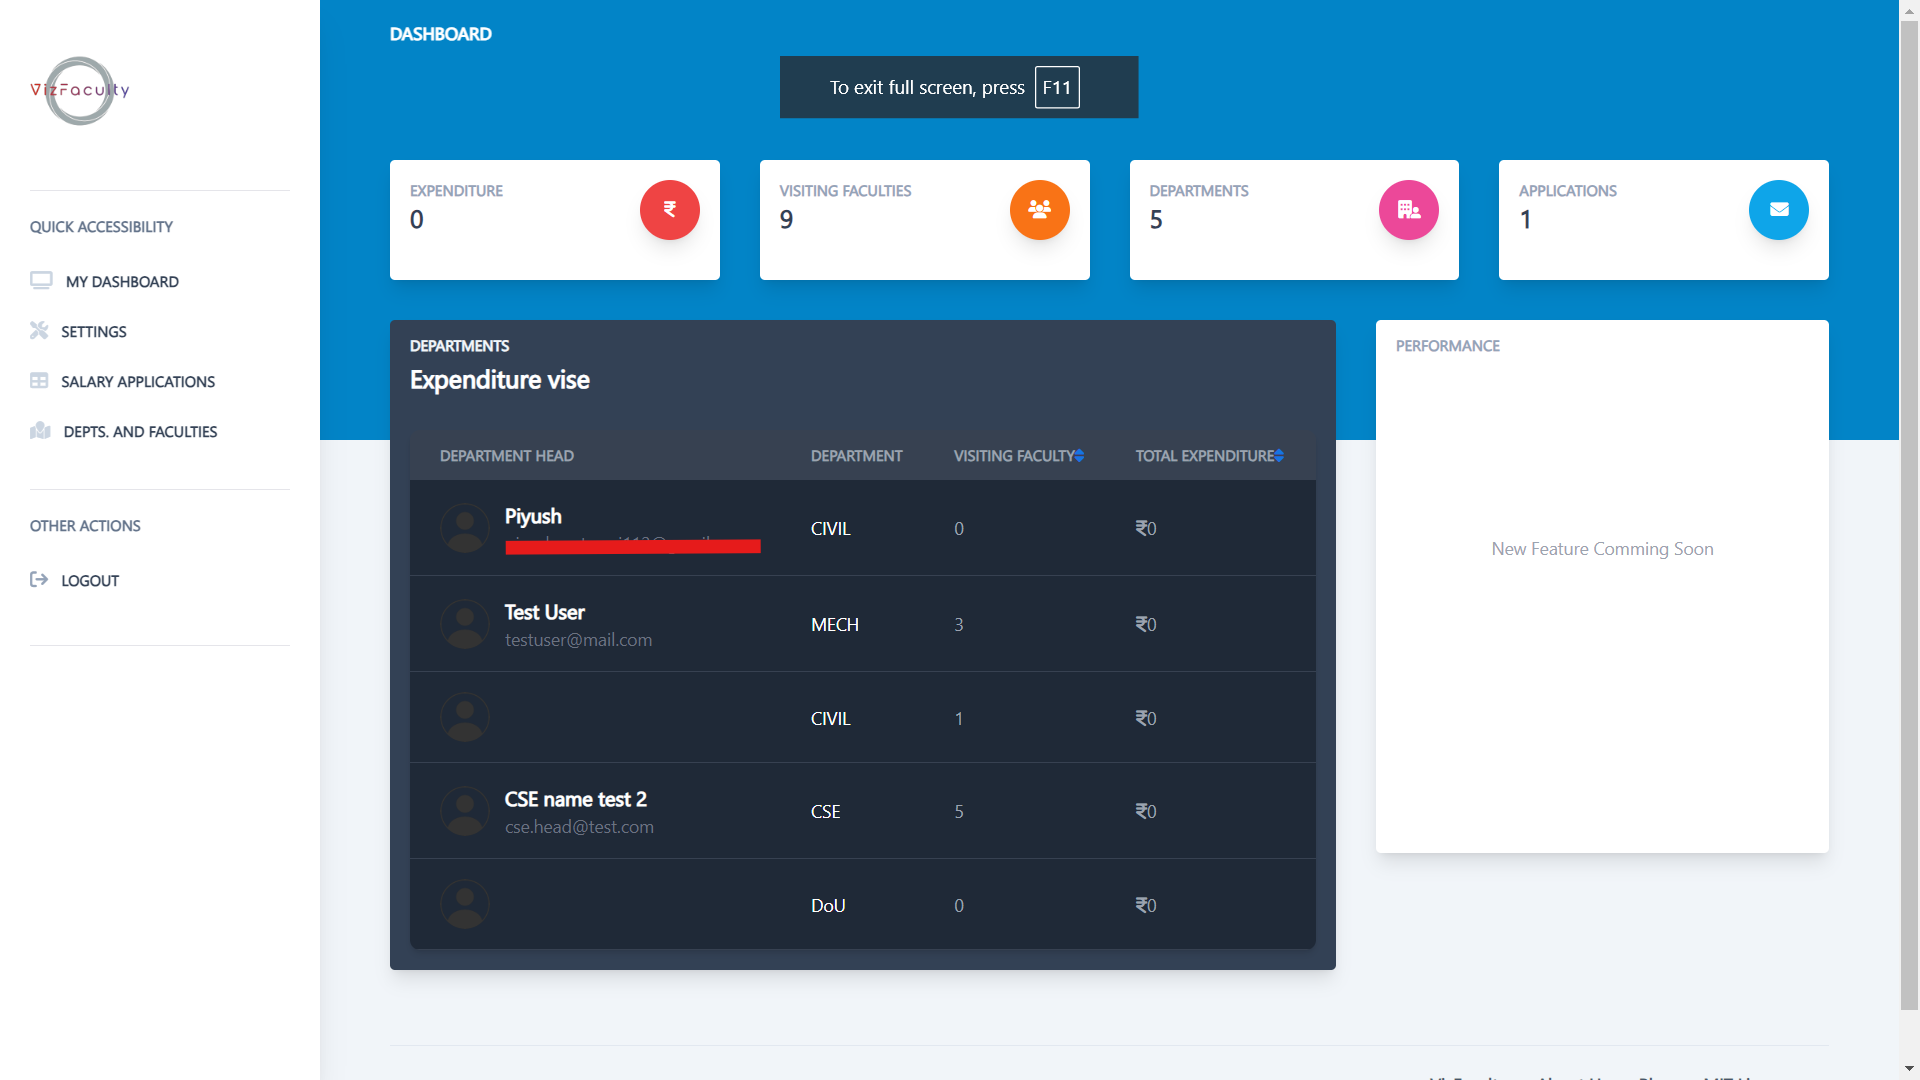 VizFaculty
QUICK ACCESSIBILITY
MY DASHBOARD
SETTINGS
SALARY APPLICATIONS
DEPTS. AND FACULTIES
OTHER ACTIONS
LOGOUT
DASHBOARD
To exit full screen, press F11
EXPENDITURE
0
VISITING FACULTIES
9
DEPARTMENTS
5
APPLICATIONS
1
DEPARTMENTS
Expenditure vise
DEPARTMENT HEAD DEPARTMENT VISITING FACULTY TOTAL EXPENDITURE
Piyush
CIVIL 0 ₹0
Test User
testuser@mail.com
MECH 3 ₹0
CIVIL 1 ₹0
CSE name test 2
cse.head@test.com
CSE 5 ₹0
DoU 0 ₹0
PERFORMANCE
New Feature Comming Soon